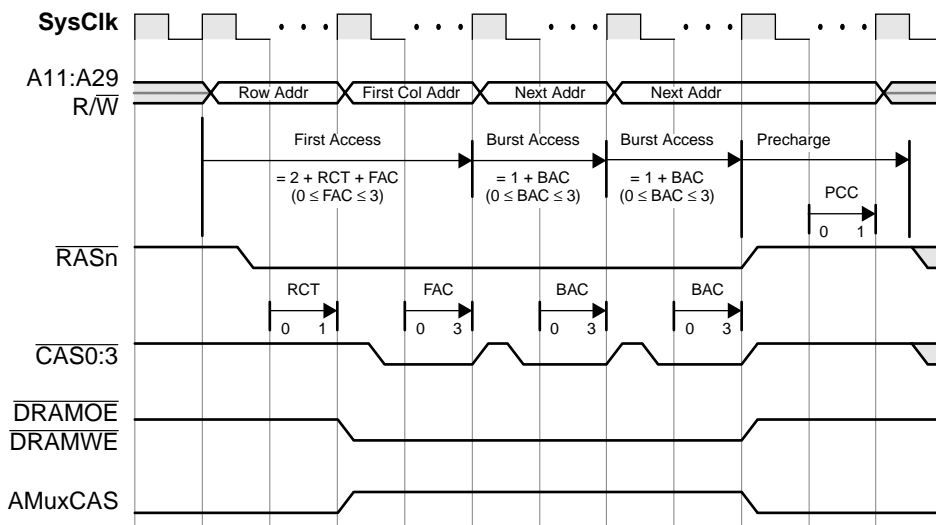 SysClk
A11:A29
R/W̅
Row Addr First Col Addr Next Addr Next Addr
First Access Burst Access Burst Access Precharge
= 2 + RCT + FAC = 1 + BAC = 1 + BAC
(0 ≤ FAC ≤ 3) (0 ≤ BAC ≤ 3) (0 ≤ BAC ≤ 3)
PCC
0 1
RASn
RCT FAC BAC BAC
0 1 0 3 0 3 0 3
CAS0:3
DRAMOE
DRAMWE
AMuxCAS